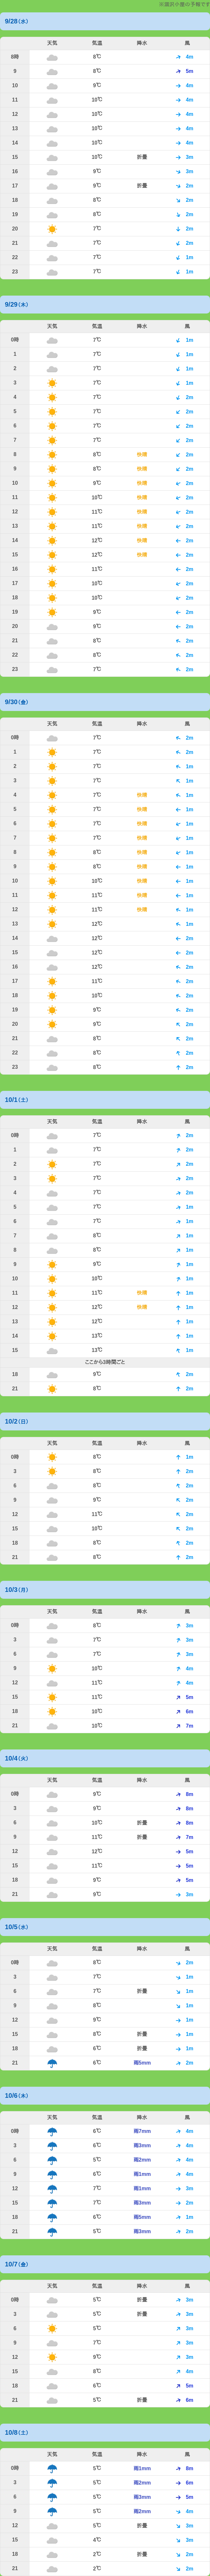 ※風呂小屋の予報です
9/28 (水)
天気 気温 降水 風
8時 8℃ 4m
9 8℃ 5m
10 9℃ 4m
11 10℃ 4m
12 10℃ 4m
13 10℃ 4m
14 10℃ 4m
15 10℃ 折畳 3m
16 9℃ 3m
17 9℃ 折畳 2m
18 8℃ 2m
19 8℃ 2m
20 7℃ 2m
21 7℃ 2m
22 7℃ 1m
23 7℃ 1m
9/29 (木)
天気 気温 降水 風
0時 7℃ 1m
1 7℃ 1m
2 7℃ 1m
3 7℃ 1m
4 7℃ 2m
5 7℃ 2m
6 7℃ 2m
7 7℃ 2m
8 8℃ 快晴 2m
9 8℃ 快晴 2m
10 9℃ 快晴 2m
11 10℃ 快晴 2m
12 11℃ 快晴 2m
13 11℃ 快晴 2m
14 12℃ 快晴 2m
15 12℃ 快晴 2m
16 11℃ 2m
17 10℃ 2m
18 10℃ 2m
19 9℃ 2m
20 9℃ 2m
21 8℃ 2m
22 8℃ 2m
23 7℃ 2m
9/30 (金)
天気 気温 降水 風
0時 7℃ 2m
1 7℃ 2m
2 7℃ 1m
3 7℃ 1m
4 7℃ 快晴 1m
5 7℃ 快晴 1m
6 7℃ 快晴 1m
7 7℃ 快晴 1m
8 8℃ 快晴 1m
9 8℃ 快晴 1m
10 10℃ 快晴 1m
11 11℃ 快晴 1m
12 11℃ 快晴 1m
13 12℃ 1m
14 12℃ 2m
15 12℃ 2m
16 12℃ 2m
17 11℃ 2m
18 10℃ 2m
19 9℃ 2m
20 9℃ 2m
21 8℃ 2m
22 8℃ 2m
23 8℃ 2m
10/1 (土)
天気 気温 降水 風
0時 7℃ 2m
1 7℃ 2m
2 7℃ 2m
3 7℃ 2m
4 7℃ 2m
5 7℃ 1m
6 7℃ 1m
7 8℃ 1m
8 8℃ 1m
9 9℃ 1m
10 10℃ 1m
11 11℃ 快晴 1m
12 12℃ 快晴 1m
13 12℃ 1m
14 13℃ 1m
15 13℃ 1m
ここから3時間ごと
18 9℃ 2m
21 8℃ 2m
10/2 (日)
天気 気温 降水 風
0時 8℃ 1m
3 8℃ 2m
6 8℃ 2m
9 9℃ 2m
12 11℃ 2m
15 10℃ 2m
18 8℃ 2m
21 8℃ 2m
10/3 (月)
天気 気温 降水 風
0時 8℃ 3m
3 7℃ 3m
6 7℃ 3m
9 10℃ 4m
12 11℃ 4m
15 11℃ 5m
18 10℃ 6m
21 10℃ 7m
10/4 (火)
天気 気温 降水 風
0時 9℃ 8m
3 9℃ 8m
6 10℃ 折畳 8m
9 11℃ 折畳 7m
12 12℃ 5m
15 11℃ 5m
18 9℃ 5m
21 9℃ 3m
10/5 (水)
天気 気温 降水 風
0時 8℃ 2m
3 7℃ 1m
6 7℃ 折畳 1m
9 8℃ 1m
12 9℃ 1m
15 8℃ 折畳 1m
18 6℃ 折畳 1m
21 6℃ 雨5mm 2m
10/6 (木)
天気 気温 降水 風
0時 6℃ 雨7mm 4m
3 6℃ 雨3mm 4m
6 5℃ 雨2mm 4m
9 6℃ 雨1mm 4m
12 7℃ 雨1mm 3m
15 7℃ 雨3mm 2m
18 6℃ 雨5mm 1m
21 5℃ 雨3mm 2m
10/7 (金)
天気 気温 降水 風
0時 5℃ 折畳 3m
3 5℃ 折畳 3m
6 5℃ 3m
9 7℃ 3m
12 9℃ 3m
15 8℃ 4m
18 6℃ 5m
21 5℃ 折畳 6m
10/8 (土)
天気 気温 降水 風
0時 5℃ 雨1mm 8m
3 5℃ 雨2mm 6m
6 5℃ 雨3mm 5m
9 5℃ 雨2mm 4m
12 5℃ 折畳 3m
15 4℃ 3m
18 2℃ 折畳 2m
21 2℃ 2m